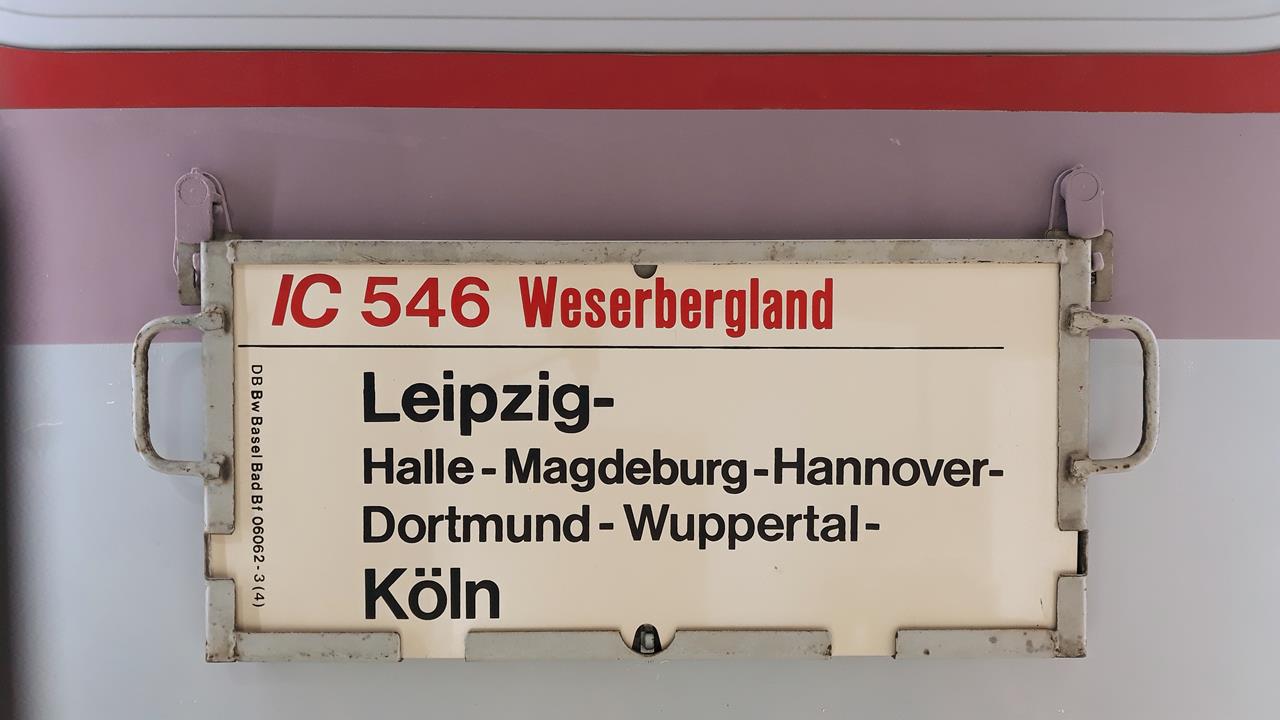 IC 546 Weserbergland
Leipzig-
Halle-Magdeburg-Hannover-
Dortmund-Wuppertal-
Köln
DB Bw Basel Bad Bf 06062-3(4)